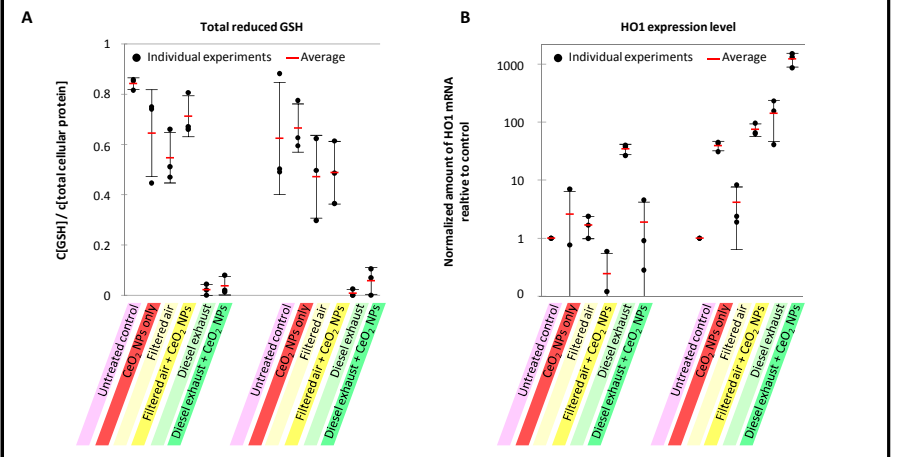 A
Total reduced GSH
C[GSH] / c[total cellular protein]
1
0.8
0.6
0.4
0.2
0
Individual experiments
Average
Untreated control
CeO₂ NPs only
Filtered air
Filtered air + CeO₂ NPs
Diesel exhaust
Diesel exhaust + CeO₂ NPs
Untreated control
CeO₂ NPs only
Filtered air
Filtered air + CeO₂ NPs
Diesel exhaust
Diesel exhaust + CeO₂ NPs
B
HO1 expression level
Normalized amount of HO1 mRNA
realtive to control
1000
100
10
1
0
Individual experiments
Average
Untreated control
CeO₂ NPs only
Filtered air
Filtered air + CeO₂ NPs
Diesel exhaust
Diesel exhaust + CeO₂ NPs
Untreated control
CeO₂ NPs only
Filtered air
Filtered air + CeO₂ NPs
Diesel exhaust
Diesel exhaust + CeO₂ NPs